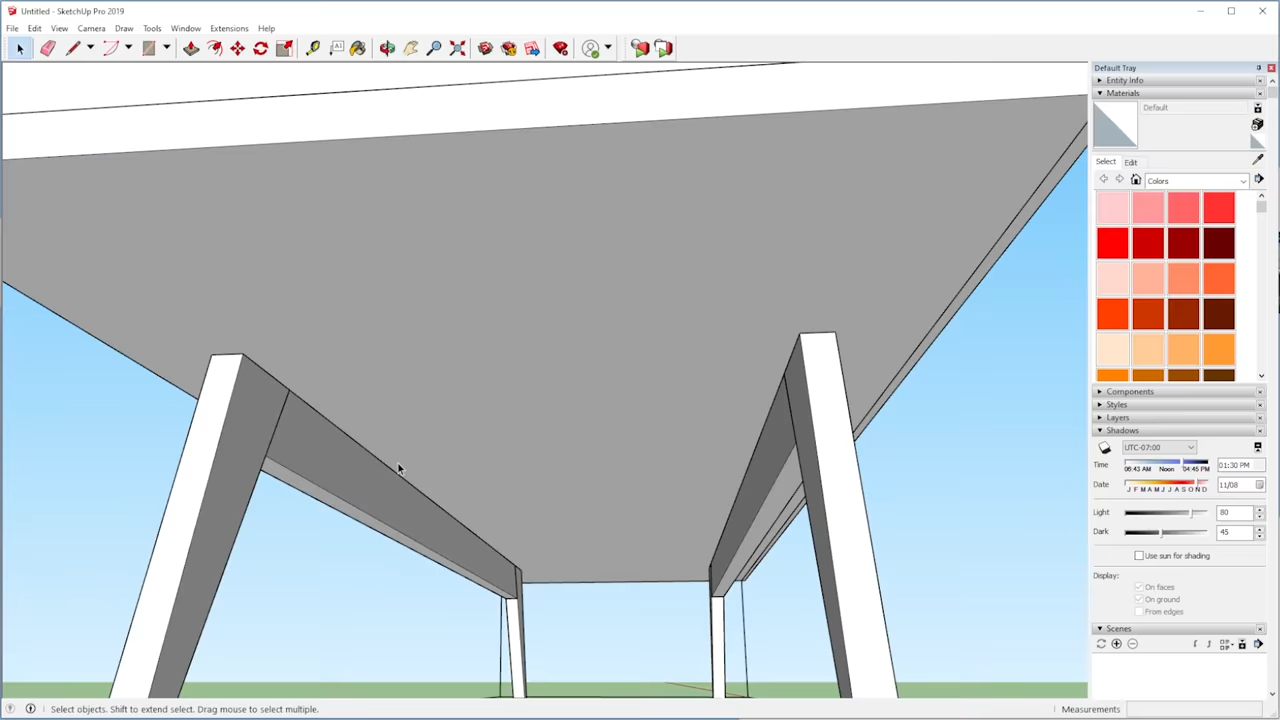 Untitled - SketchUp Pro 2019
File Edit View Camera Draw Tools Window Extensions Help
Default Tray
Entity Info
Materials
Default
Select Edit
Colors
Components
Styles
Layers
Shadows
UTC-07:00
Time 06:43 AM Noon 04:45 PM 01:30 PM
Date J F M A M J J A S O N D 11/08
Light 80
Dark 45
Use sun for shading
Display:
On faces
On ground
From edges
Scenes
Select objects. Shift to extend select. Drag mouse to select multiple.
Measurements